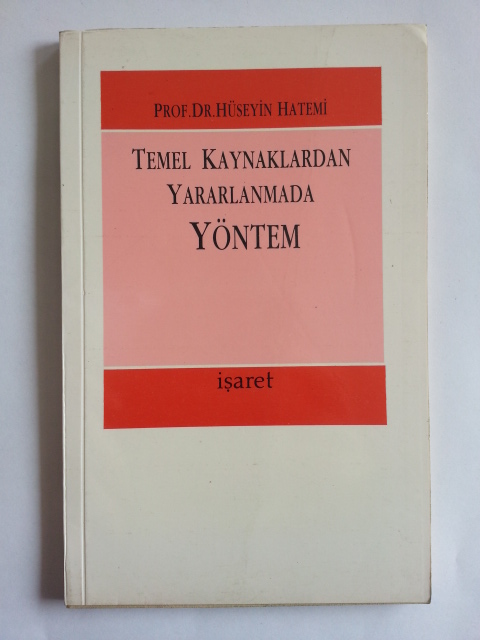 PROF.DR.HÜSEYİN HATEMİ
TEMEL KAYNAKLARDAN
YARARLANMADA
YÖNTEM
işaret